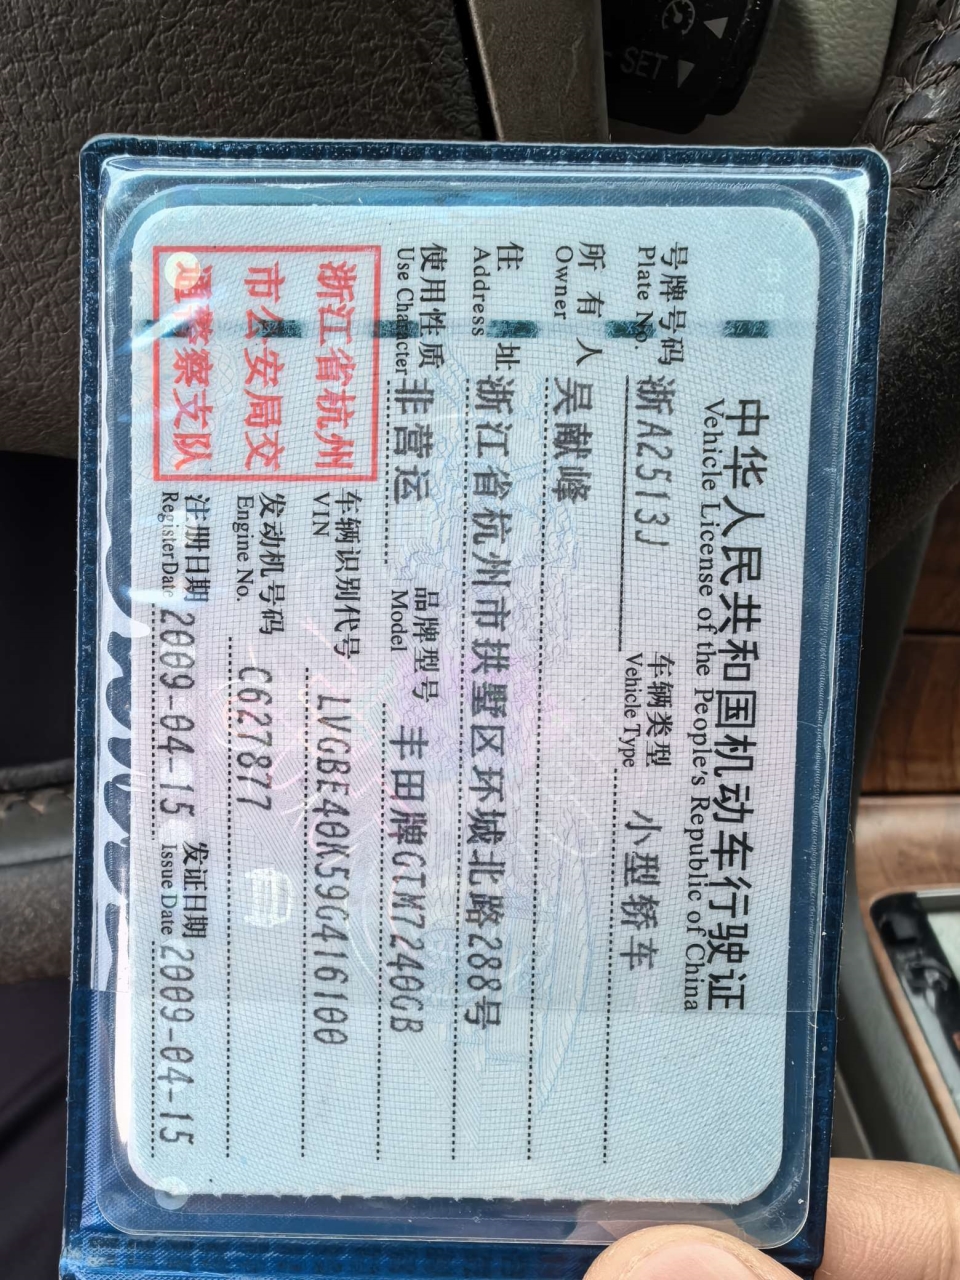 SET
中华人民共和国机动车行驶证
Vehicle License of the People's Republic of China
号牌号码 浙A2513J 车辆类型 小型轿车
Plate No. Vehicle Type
所有人 吴献峰
Owner
住址 浙江省杭州市拱墅区环城北路288号
Address
使用性质 非营运 品牌型号 丰田牌GTM7240GB
Use Character Model
车辆识别代号 LVGBE40K59G416100
VIN
发动机号码 C627877
Engine No.
注册日期 2009-04-15 发证日期 2009-04-15
Register Date Issue Date
浙江省杭州
市公安局交
通警察支队